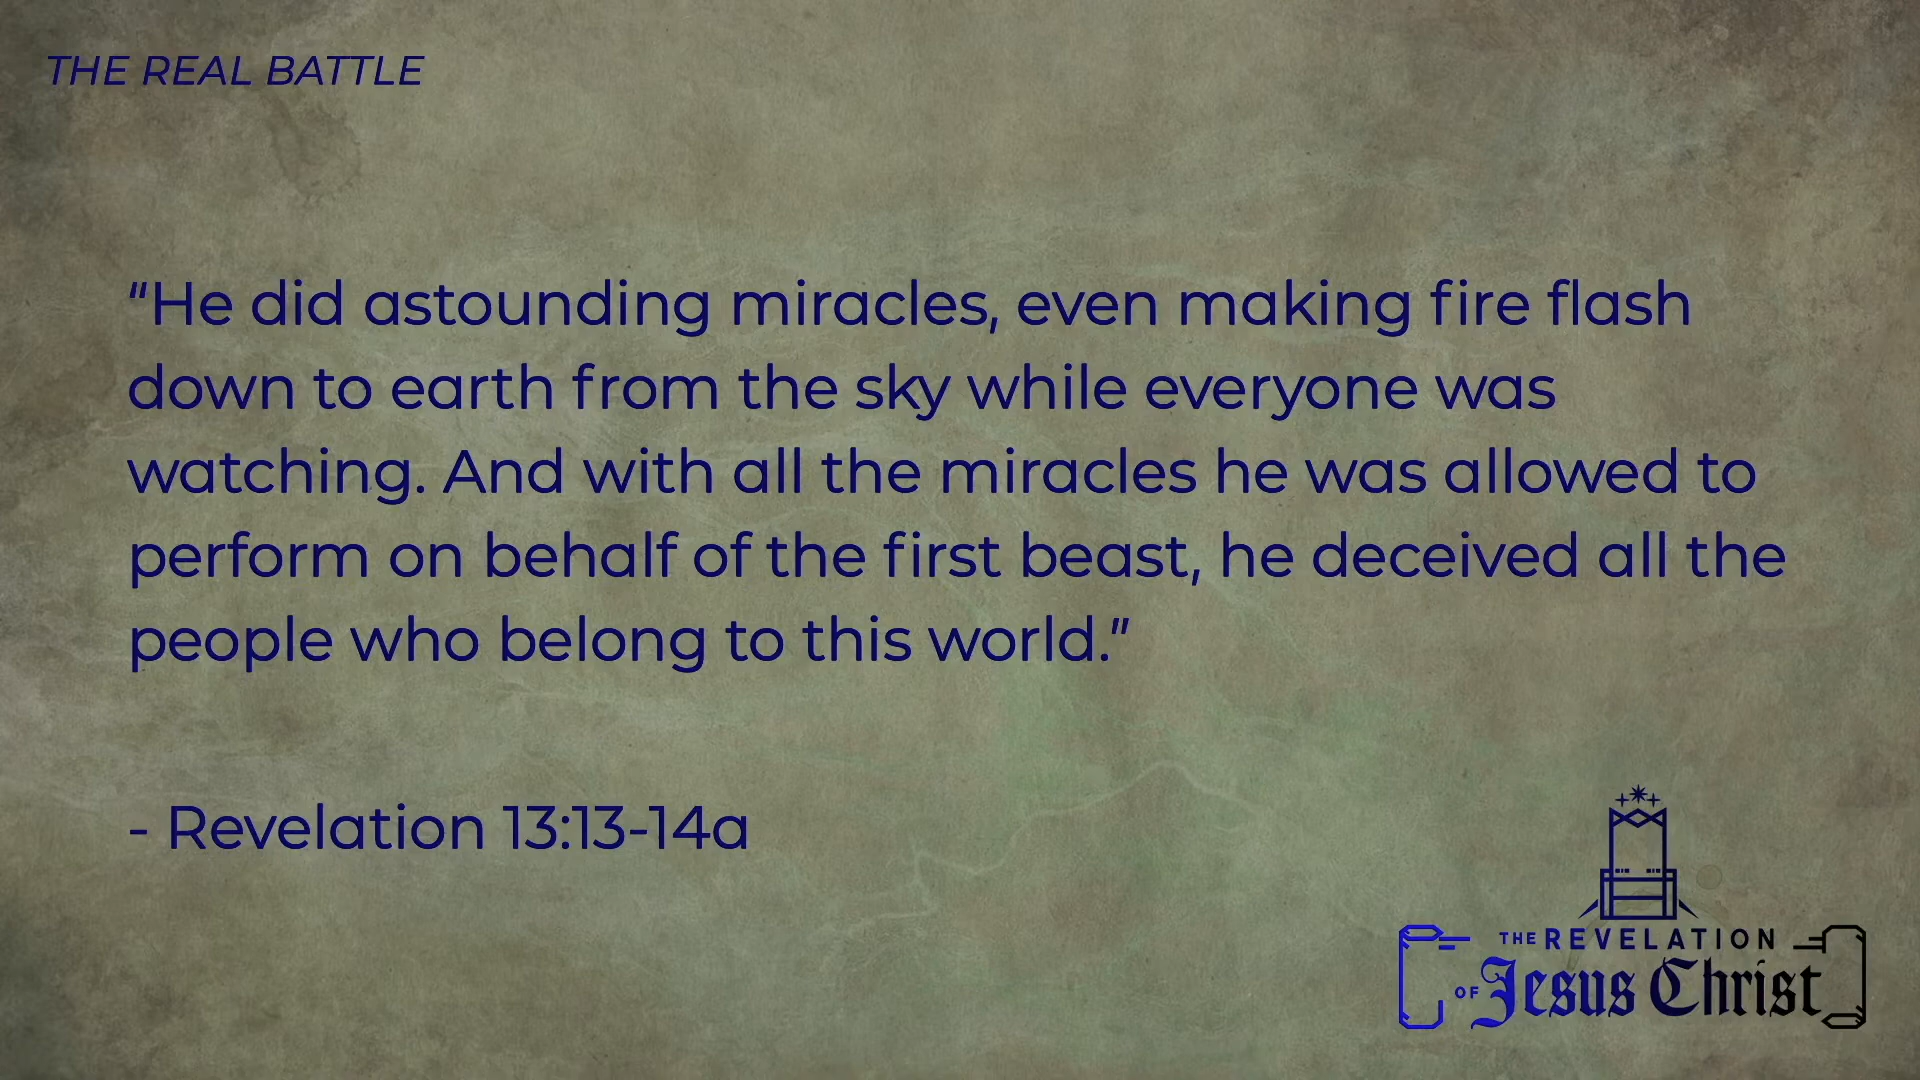 THE REAL BATTLE
"He did astounding miracles, even making fire flash
down to earth from the sky while everyone was
watching. And with all the miracles he was allowed to
perform on behalf of the first beast, he deceived all the
people who belong to this world."
- Revelation 13:13-14a
THE REVELATION
OF Jesus Christ